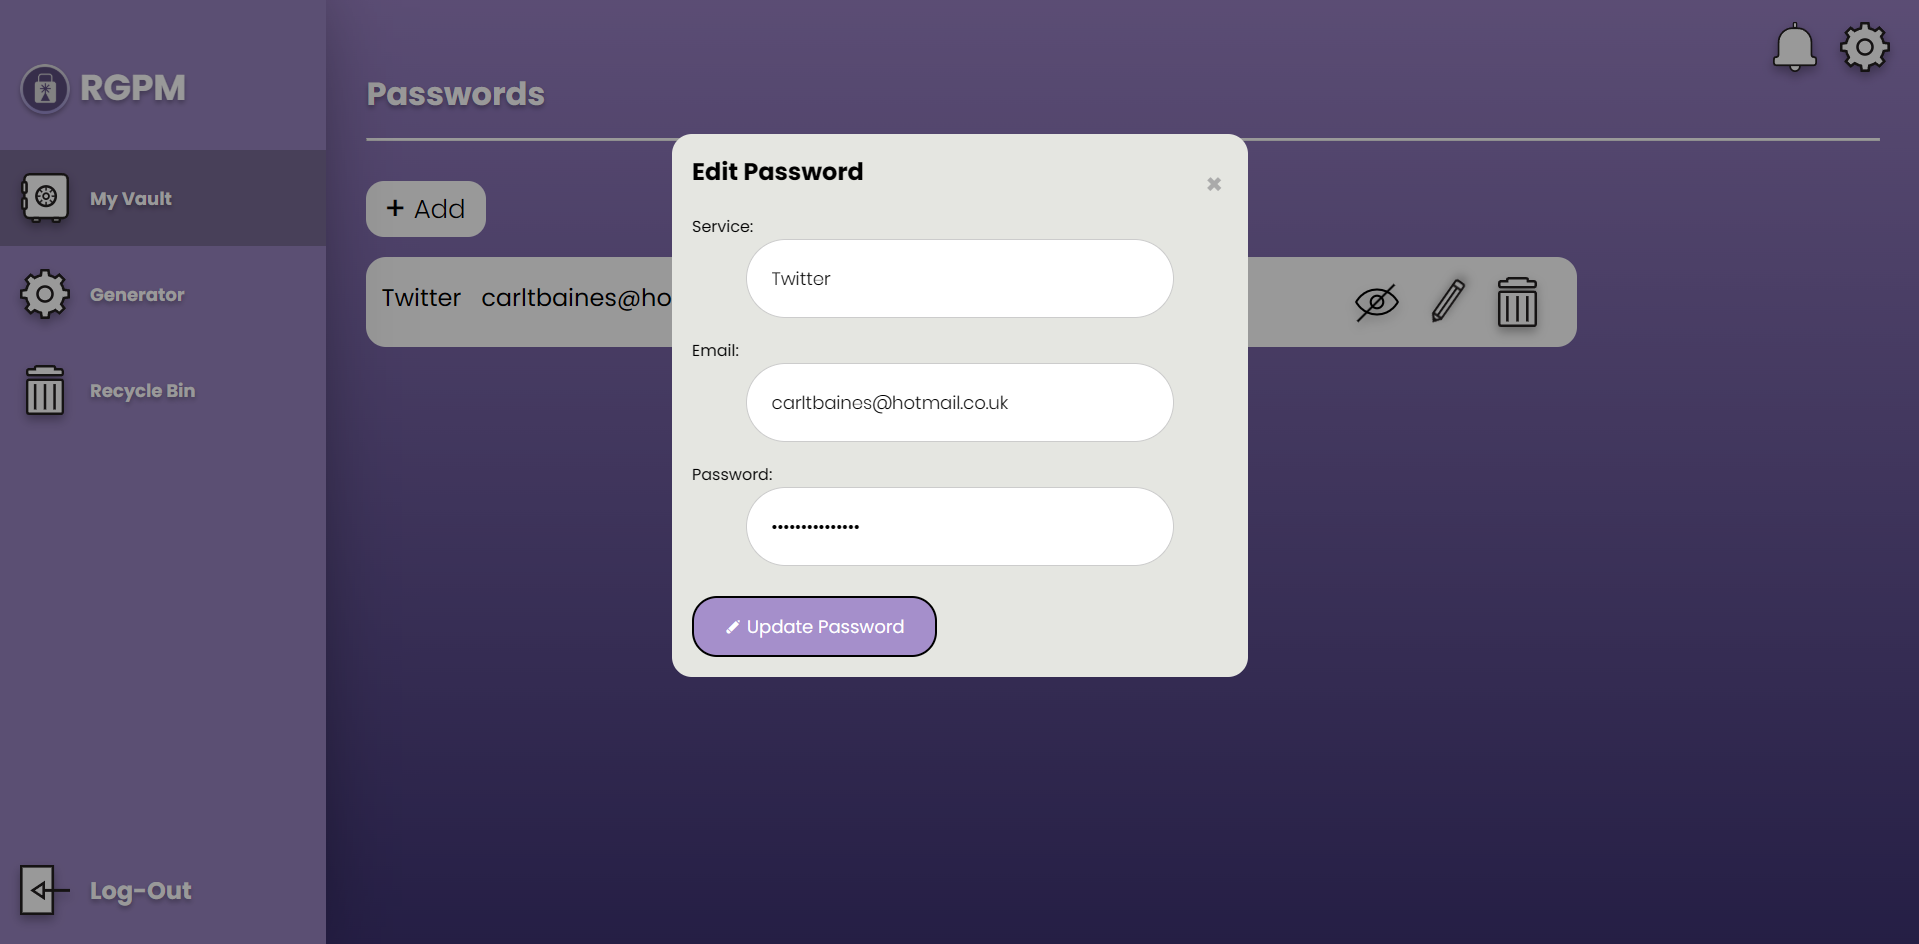 RGPM
My Vault
Generator
Recycle Bin
Log-Out
Passwords
+ Add
Twitter carltbaines@ho
Edit Password
×
Service:
Twitter
Email:
carltbaines@hotmail.co.uk
Password:
•••••••••••••••
Update Password